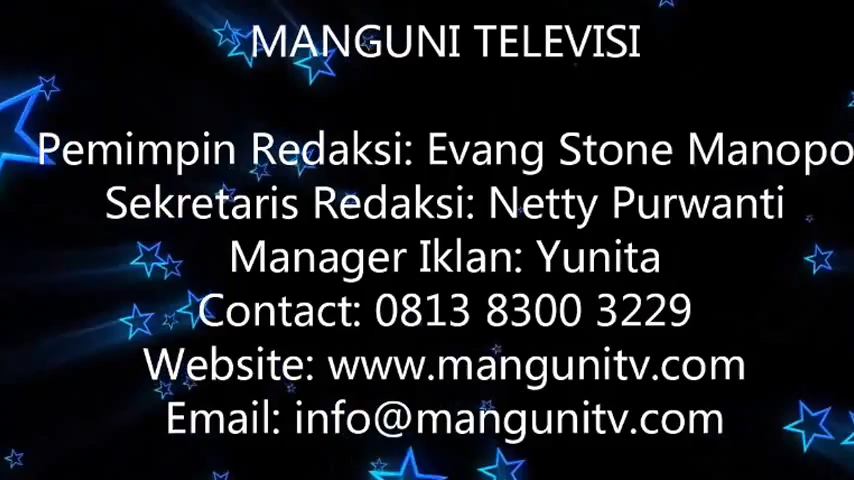 MANGUNI TELEVISI
Pemimpin Redaksi: Evang Stone Manopo
Sekretaris Redaksi: Netty Purwanti
Manager Iklan: Yunita
Contact: 0813 8300 3229
Website: www.mangunitv.com
Email: info@mangunitv.com